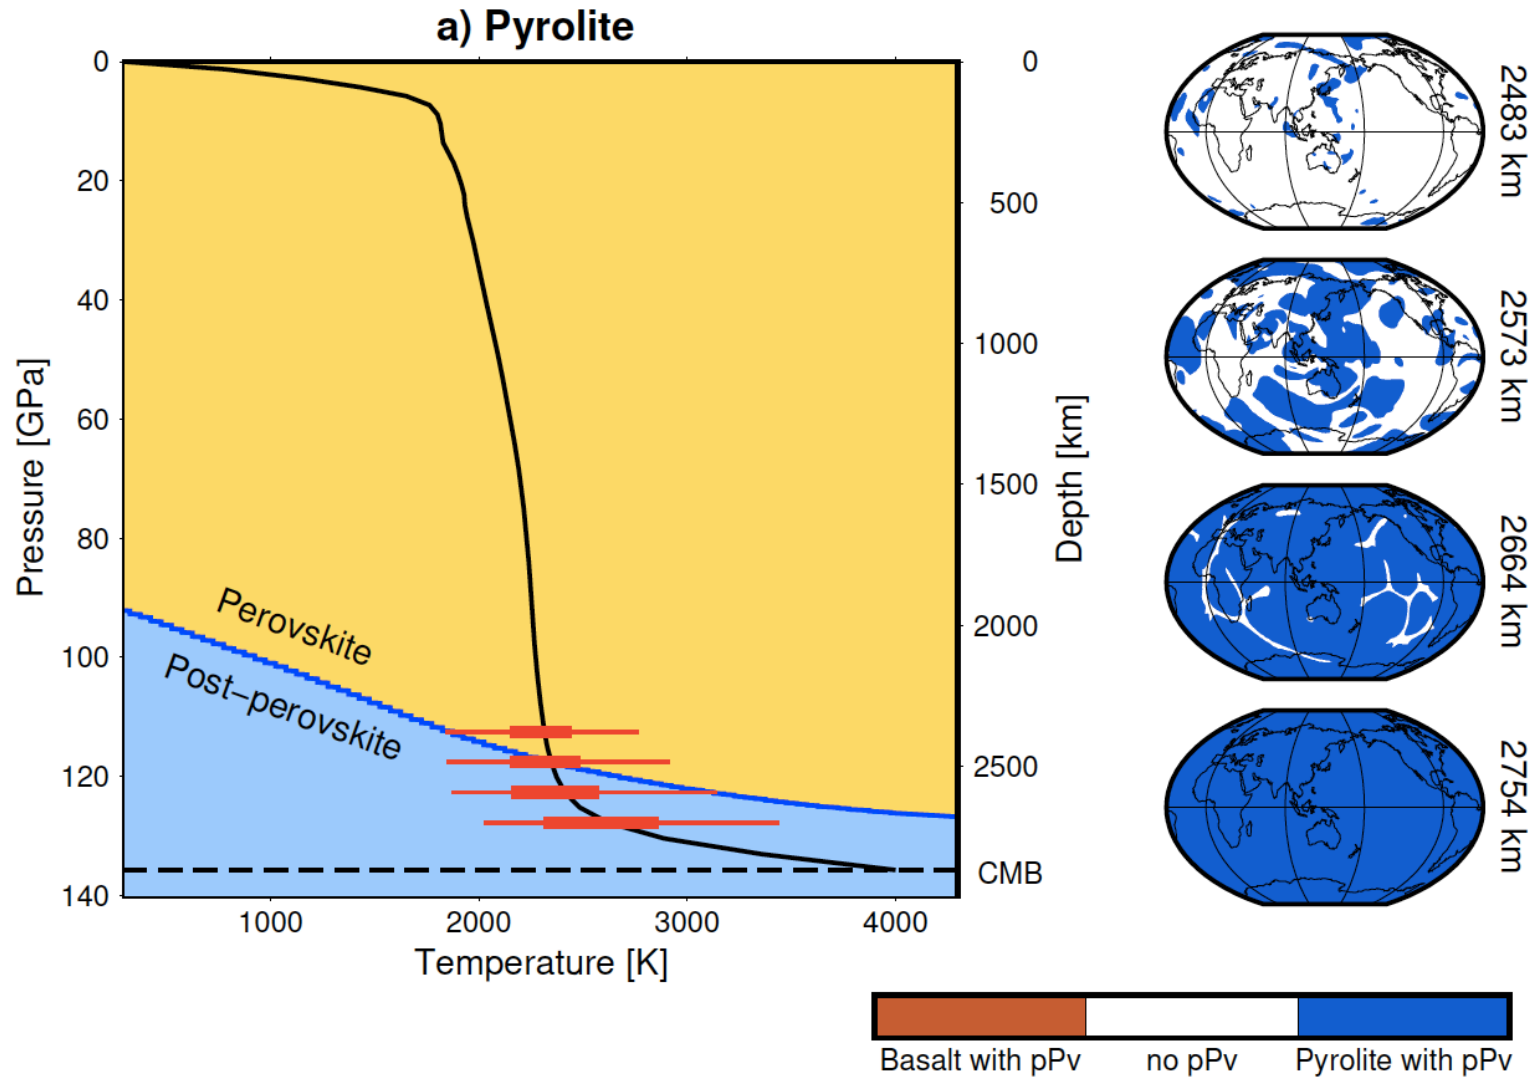 a) Pyrolite
0
20
40
60
80
100
120
140
Pressure [GPa]
1000
2000
3000
4000
Temperature [K]
Perovskite
Post-perovskite
0
500
1000
1500
2000
2500
CMB
Depth [km]
2483 km
2573 km
2664 km
2754 km
Basalt with pPv
no pPv
Pyrolite with pPv